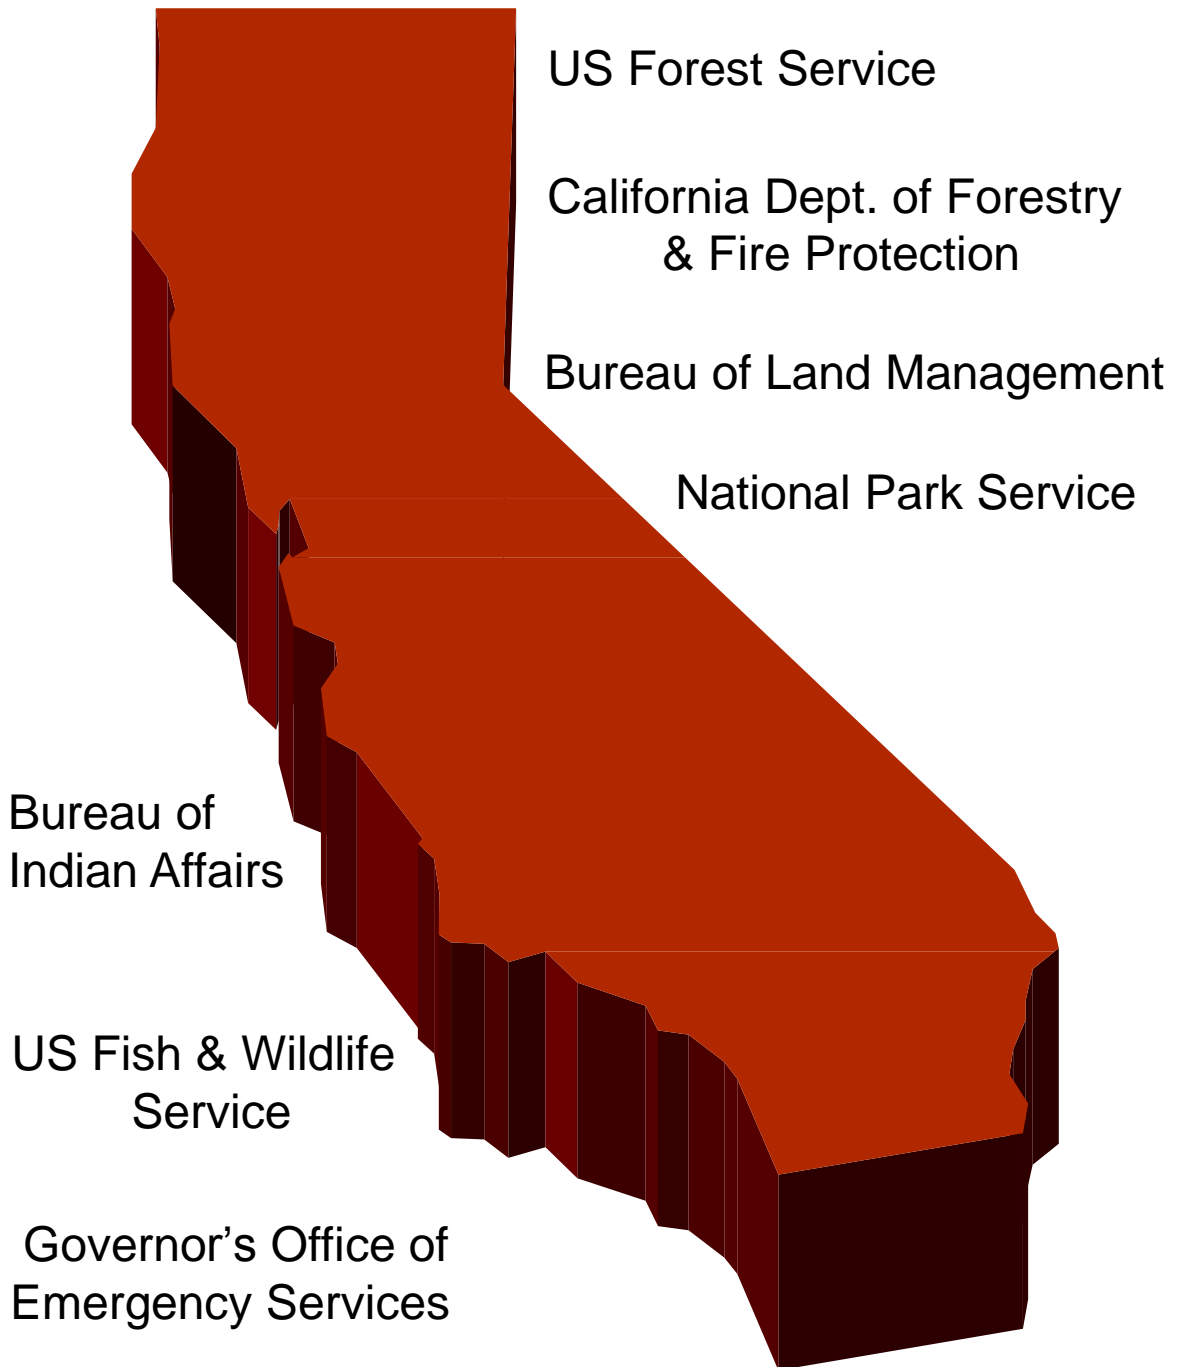 US Forest Service
California Dept. of Forestry
& Fire Protection
Bureau of Land Management
National Park Service
Bureau of
Indian Affairs
US Fish & Wildlife
Service
Governor’s Office of
Emergency Services